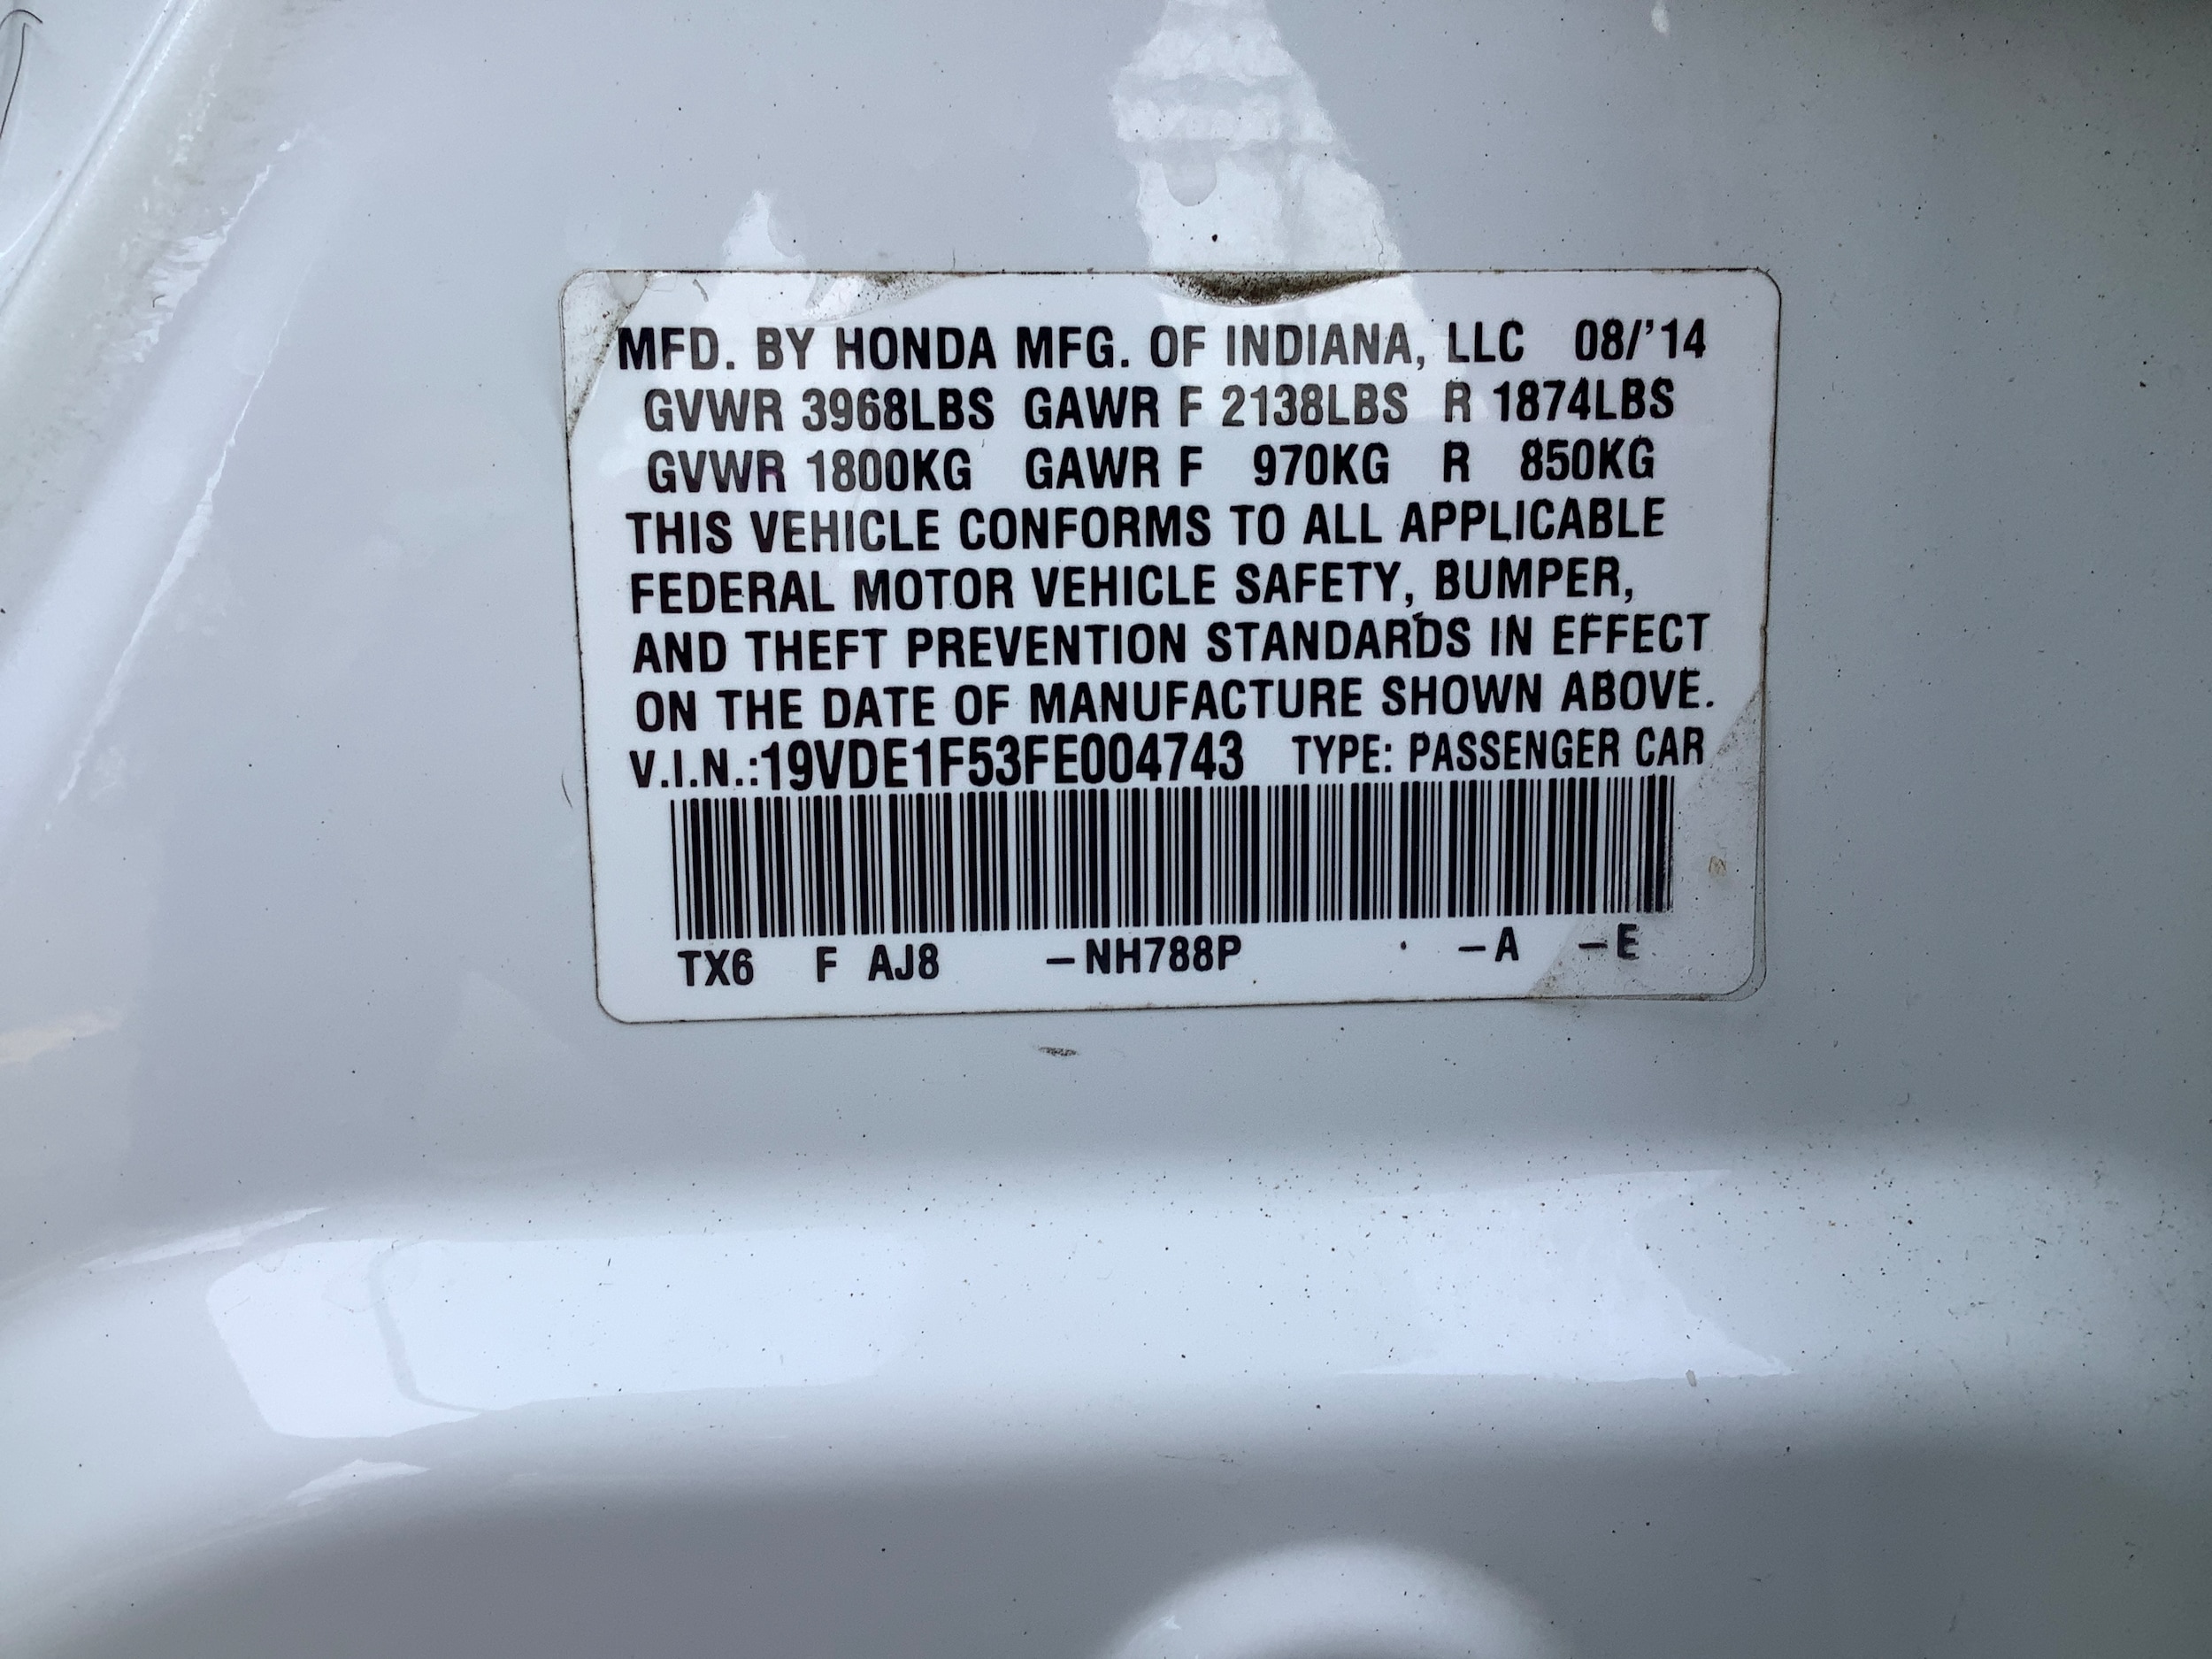 MFD. BY HONDA MFG. OF INDIANA, LLC 08/'14
GVWR 3968LBS GAWR F 2138LBS R 1874LBS
GVWR 1800KG GAWR F 970KG R 850KG
THIS VEHICLE CONFORMS TO ALL APPLICABLE
FEDERAL MOTOR VEHICLE SAFETY, BUMPER,
AND THEFT PREVENTION STANDARDS IN EFFECT
ON THE DATE OF MANUFACTURE SHOWN ABOVE.
V.I.N.:19VDE1F53FE004743 TYPE: PASSENGER CAR
TX6 F AJ8 –NH788P –A –E